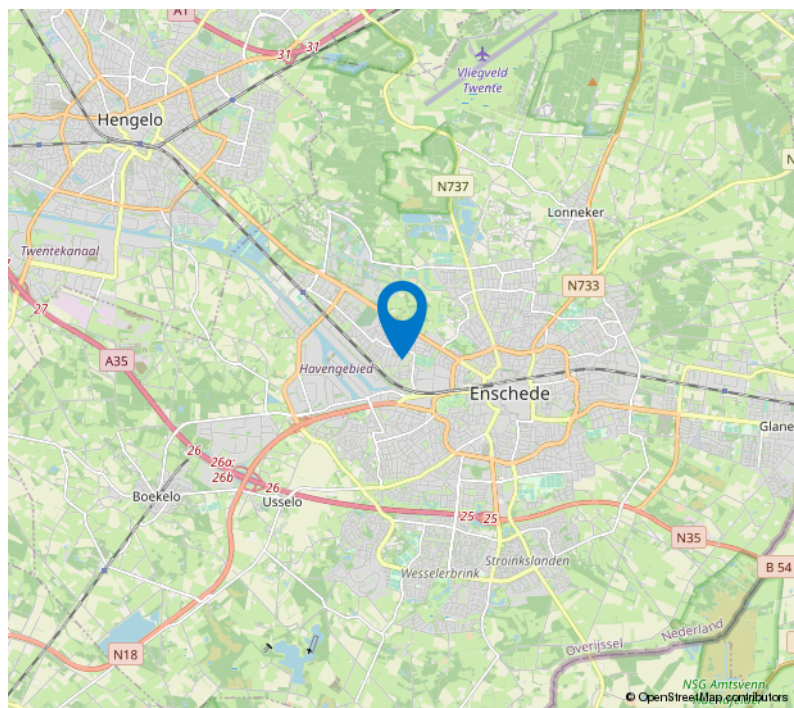 A1
31
31
Vliegveld
Twente
Hengelo
N737
Lonneker
Twentekanaal
N733
27
A35
Havengebied
Enschede
Glane
26
26a;
26b
26
Boekelo
Usselo
25
25
N35
Stroinkslanden
Wesselerbrink
B 54
Nederland
Overijssel
N18
NSG Amtsvenn
© OpenStreetMap contributors